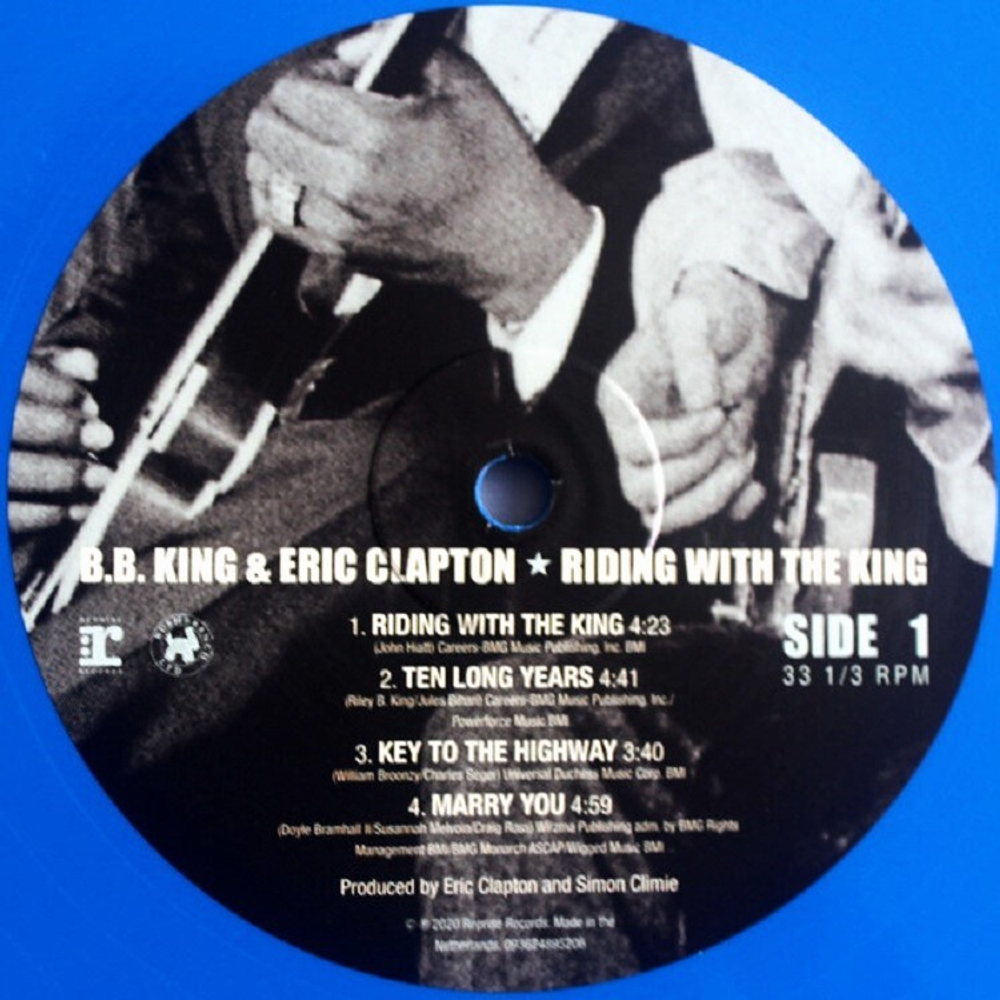 B.B. KING & ERIC CLAPTON ★ RIDING WITH THE KING
REPRISE
r
RECORDS
SIDE 1
33 1/3 RPM
1. RIDING WITH THE KING 4:23
(John Hiatt) Careers-BMG Music Publishing, Inc. BMI
2. TEN LONG YEARS 4:41
(Riley B. King/Jules Bihari) Careers-BMG Music Publishing, Inc./
Powerforce Music BMI
3. KEY TO THE HIGHWAY 3:40
(William Broonzy/Charles Seger) Universal Duchess Music Corp. BMI
4. MARRY YOU 4:59
(Doyle Bramhall II/Susannah Melvoin/Craig Ross) Wirzma Publishing adm. by BMG Rights
Management BMI/BMG Monarch ASCAP/Wigged Music BMI
Produced by Eric Clapton and Simon Climie
© ℗ 2020 Reprise Records. Made in the
Netherlands.